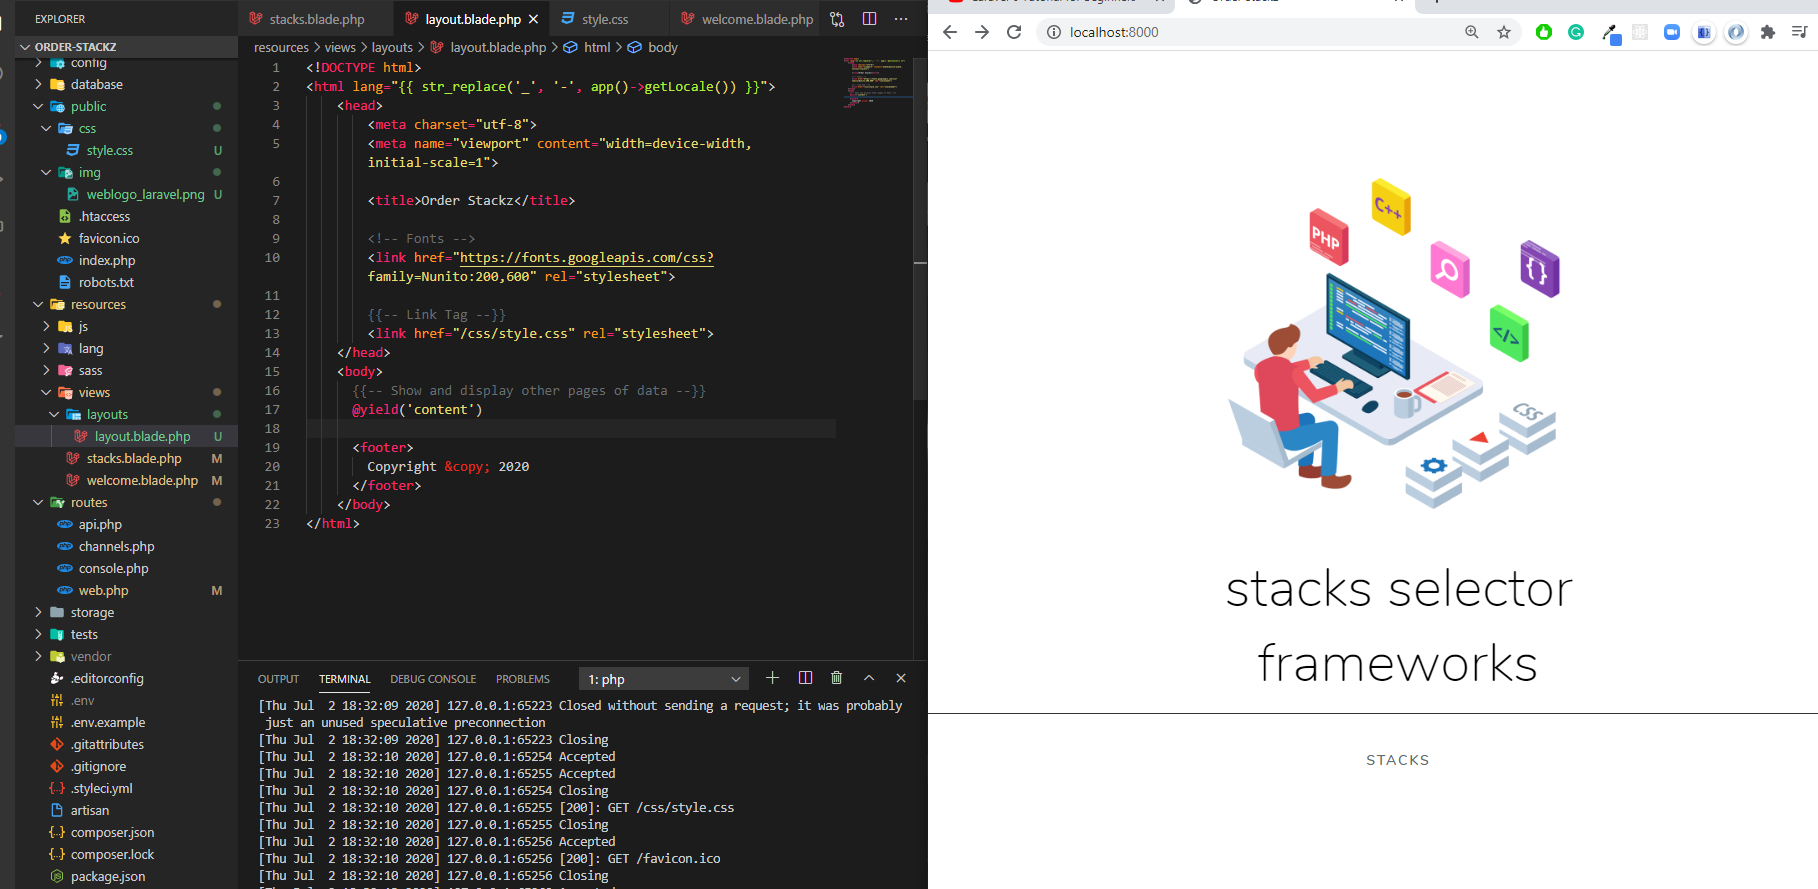 EXPLORER
ORDER-STACKZ
config
database
public
css
style.css U
img
weblogo_laravel.png U
.htaccess
favicon.ico
index.php
robots.txt
resources
js
lang
sass
views
layouts
layout.blade.php U
stacks.blade.php M
welcome.blade.php M
routes
api.php
channels.php
console.php
web.php M
storage
tests
vendor
.editorconfig
.env
.env.example
.gitattributes
.gitignore
.styleci.yml
artisan
composer.json
composer.lock
package.json
stacks.blade.php layout.blade.php style.css welcome.blade.php
resources > views > layouts > layout.blade.php > html > body
1 <!DOCTYPE html>
2 <html lang="{{ str_replace('_', '-', app()->getLocale()) }}">
3 <head>
4 <meta charset="utf-8">
5 <meta name="viewport" content="width=device-width,
initial-scale=1">
6
7 <title>Order Stackz</title>
8
9 <!-- Fonts -->
10 <link href="https://fonts.googleapis.com/css?
family=Nunito:200,600" rel="stylesheet">
11
12 {{-- Link Tag --}}
13 <link href="/css/style.css" rel="stylesheet">
14 </head>
15 <body>
16 {{-- Show and display other pages of data --}}
17 @yield('content')
18
19 <footer>
20 Copyright &copy; 2020
21 </footer>
22 </body>
23 </html>
OUTPUT TERMINAL DEBUG CONSOLE PROBLEMS 1: php
[Thu Jul  2 18:32:09 2020] 127.0.0.1:65223 Closed without sending a request; it was probably
just an unused speculative preconnection
[Thu Jul  2 18:32:09 2020] 127.0.0.1:65223 Closing
[Thu Jul  2 18:32:10 2020] 127.0.0.1:65254 Accepted
[Thu Jul  2 18:32:10 2020] 127.0.0.1:65255 Accepted
[Thu Jul  2 18:32:10 2020] 127.0.0.1:65254 Closing
[Thu Jul  2 18:32:10 2020] 127.0.0.1:65255 [200]: GET /css/style.css
[Thu Jul  2 18:32:10 2020] 127.0.0.1:65255 Closing
[Thu Jul  2 18:32:10 2020] 127.0.0.1:65256 Accepted
[Thu Jul  2 18:32:10 2020] 127.0.0.1:65256 [200]: GET /favicon.ico
[Thu Jul  2 18:32:10 2020] 127.0.0.1:65256 Closing
localhost:8000
C++
PHP
{}
</>
CSS
stacks selector
frameworks
STACKS